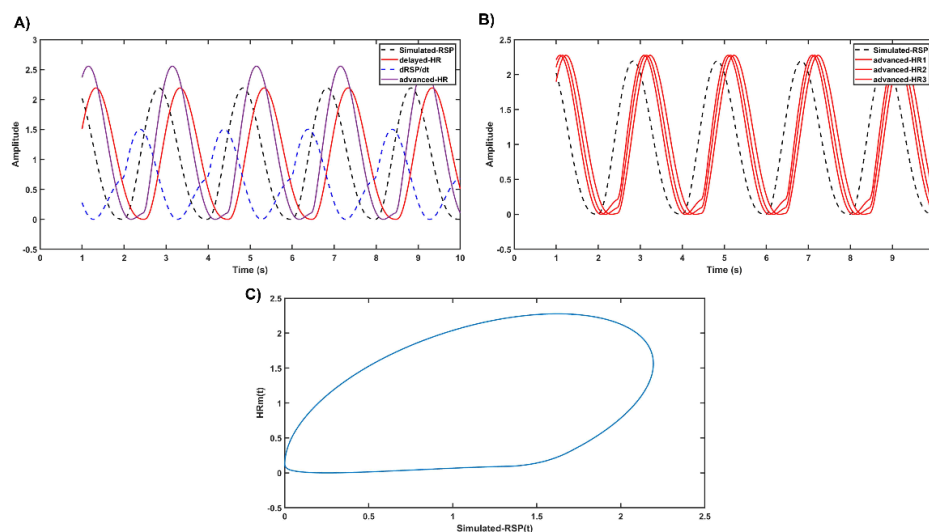 A)
3
2.5
2
1.5
1
0.5
0
-0.5
Amplitude
0 1 2 3 4 5 6 7 8 9 10
Time (s)
Simulated-RSP
delayed-HR
dRSP/dt
advanced-HR
B)
2.5
2
1.5
1
0.5
0
-0.5
Amplitude
0 1 2 3 4 5 6 7 8 9
Time (s)
Simulated-RSP
advanced-HR1
advanced-HR2
advanced-HR3
C)
2.5
2
1.5
1
0.5
0
-0.5
HRm(t)
0 0.5 1 1.5 2 2.5
Simulated-RSP(t)